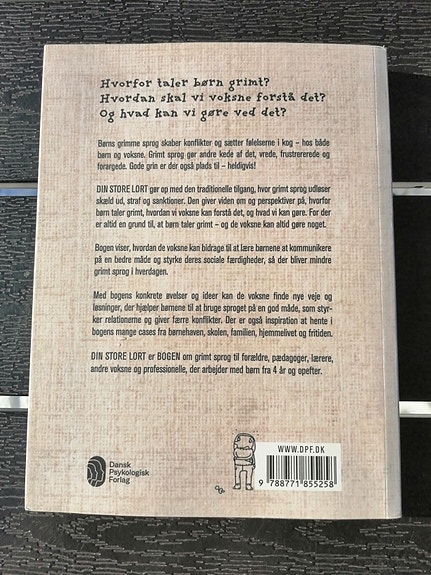 Hvorfor taler børn grimt?
Hvordan skal vi voksne forstå det?
Og hvad kan vi gøre ved det?
Børns grimme sprog skaber konflikter og sætter følelserne i kog – hos både
børn og voksne. Grimt sprog gør andre kede af det, vrede, frustrererede og
forargede. Gode grin er der også plads til – heldigvis!
DIN STORE LORT gør op med den traditionelle tilgang, hvor grimt sprog udløser
skæld ud, straf og sanktioner. Den giver viden om og perspektiver på, hvorfor
børn taler grimt, hvordan vi voksne kan forstå det, og hvad vi kan gøre. For der
er altid en grund til, at børn taler grimt – og de voksne kan altid gøre noget.
Bogen viser, hvordan de voksne kan bidrage til at lære børnene at kommunikere
på en bedre måde og styrke deres sociale færdigheder, så der bliver mindre
grimt sprog i hverdagen.
Med bogens konkrete øvelser og ideer kan de voksne finde nye veje og
løsninger, der hjælper børnene til at bruge sproget på en god måde, som styr-
ker relationerne og giver færre konflikter. Der er også inspiration at hente i
bogens mange cases fra børnehaven, skolen, familien, hjemmelivet og fritiden.
DIN STORE LORT er BOGEN om grimt sprog til forældre, pædagoger, lærere,
andre voksne og professionelle, der arbejder med børn fra 4 år og opefter.
Dansk
Psykologisk
Forlag
WWW.DPF.DK
9 788771 855258